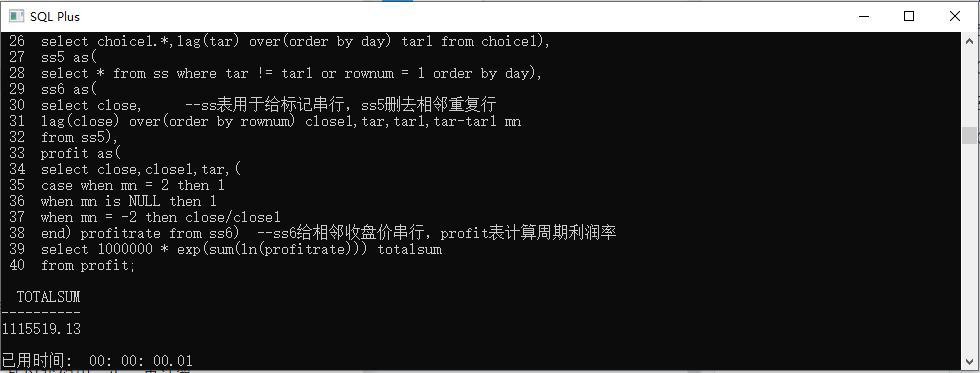 SQL Plus
26 select choice1.*,lag(tar) over(order by day) tar1 from choice1),
27 ss5 as(
28 select * from ss where tar != tar1 or rownum = 1 order by day),
29 ss6 as(
30 select close, --ss表用于给标记串行，ss5删去相邻重复行
31 lag(close) over(order by rownum) close1,tar,tar1,tar-tar1 mn
32 from ss5),
33 profit as(
34 select close,close1,tar,(
35 case when mn = 2 then 1
36 when mn is NULL then 1
37 when mn = -2 then close/close1
38 end) profitrate from ss6) --ss6给相邻收盘价串行，profit表计算周期利润率
39 select 1000000 * exp(sum(ln(profitrate))) totalsum
40 from profit;
TOTALSUM
----------
1115519.13
已用时间: 00: 00: 00.01